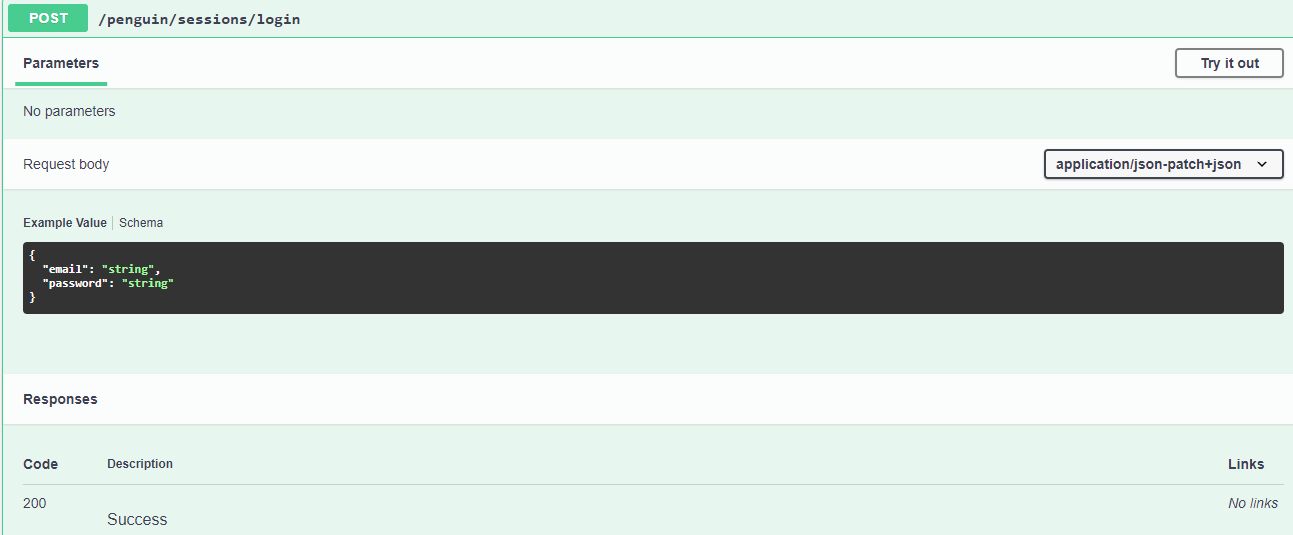 POST /penguin/sessions/login
Parameters Try it out
No parameters
Request body application/json-patch+json
Example Value Schema
{
"email": "string",
"password": "string"
}
Responses
Code Description Links
200 No links
Success